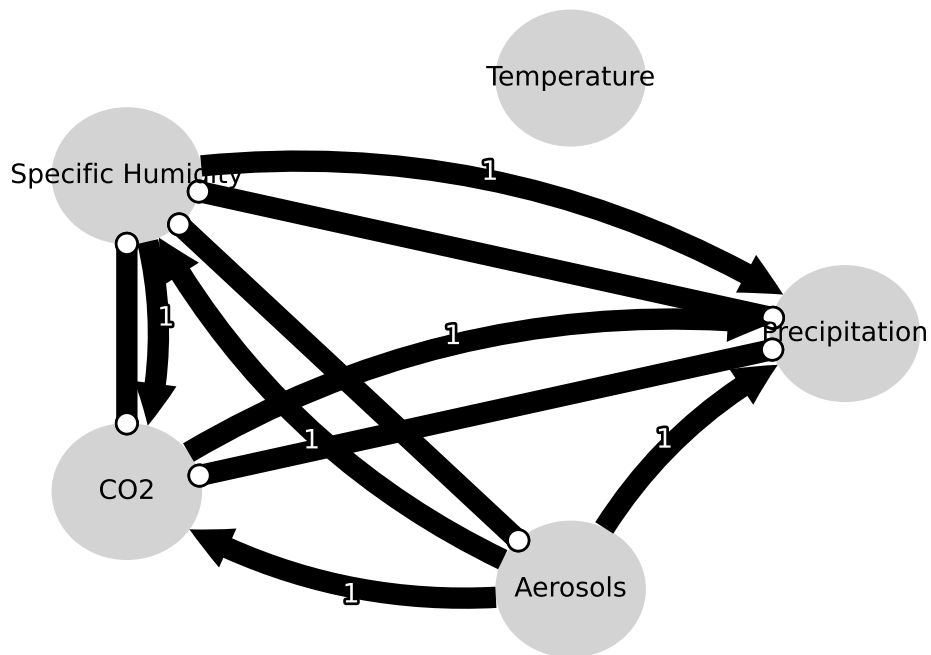 Temperature
Specific Humidity
1
1
1
Precipitation
1
1
CO2
Aerosols
1